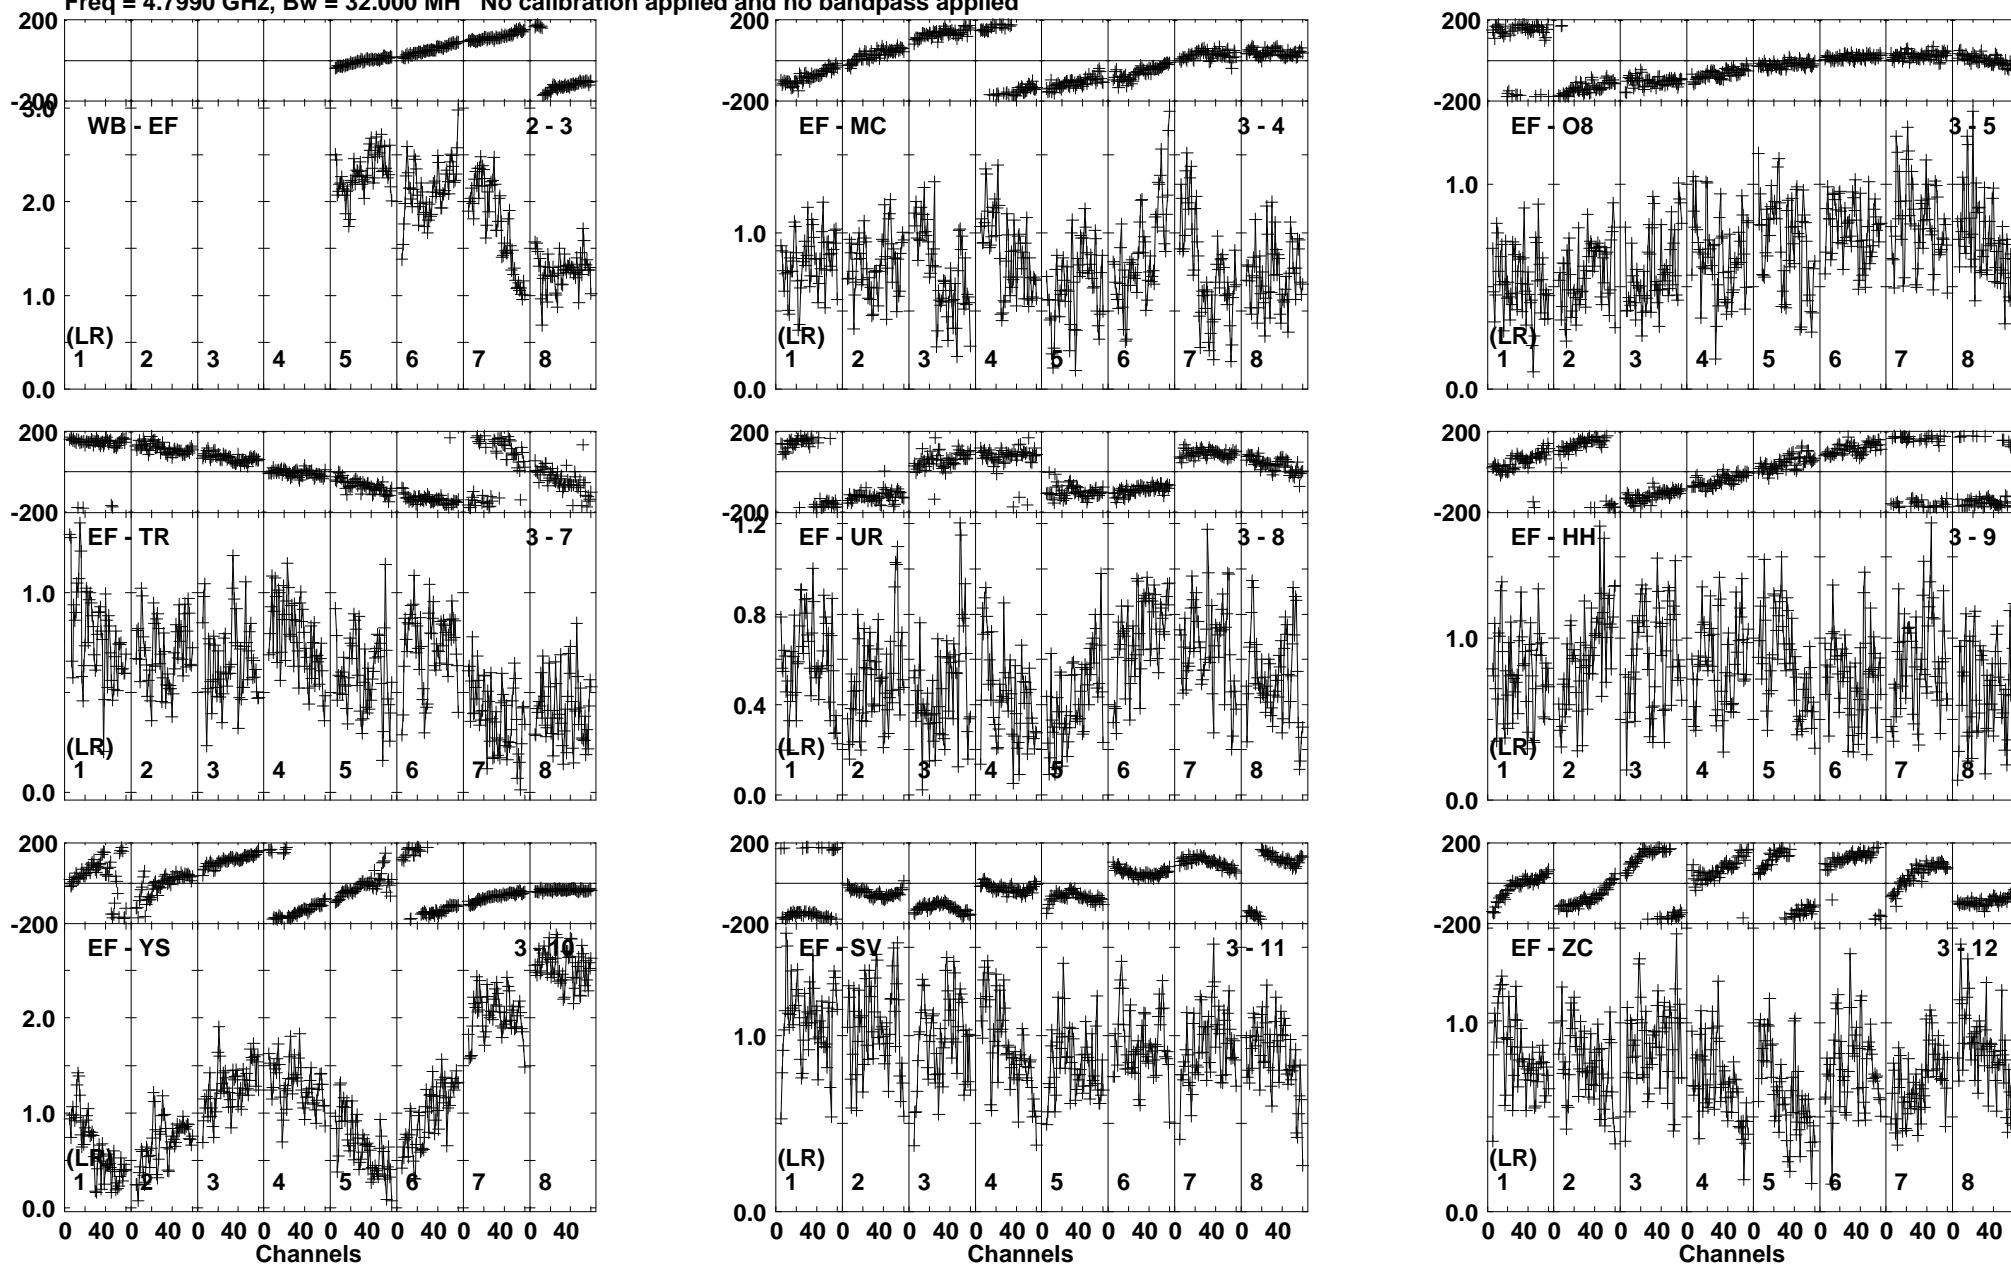 Freq = 4.7990 GHz, Bw = 32.000 MH No calibration applied and no bandpass applied
200 200 200
-200 -200 -200
3.0
WB - EF 2 - 3 EF - MC 3 - 4 EF - O8 3 - 5
2.0 1.0 1.0
1.0
(LR) (LR) (LR)
1 2 3 4 5 6 7 8 1 2 3 4 5 6 7 8 1 2 3 4 5 6 7 8
0.0 0.0 0.0
200 200 200
-200 -200 -200
1.2
EF - TR 3 - 7 EF - UR 3 - 8 EF - HH 3 - 9
1.0 0.8 1.0
0.4
(LR) (LR) (LR)
1 2 3 4 5 6 7 8 1 2 3 4 5 6 7 8 1 2 3 4 5 6 7 8
0.0 0.0 0.0
200 200 200
-200 -200 -200
EF - YS 3 - 10 EF - SV 3 - 11 EF - ZC 3 - 12
2.0 1.0 1.0
1.0
(LR) (LR) (LR)
1 2 3 4 5 6 7 8 1 2 3 4 5 6 7 8 1 2 3 4 5 6 7 8
0.0 0.0 0.0
0 40 0 40 0 40 0 40 0 40 0 40 0 40 0 40 0 40 0 40 0 40 0 40 0 40 0 40 0 40 0 40 0 40 0 40 0 40 0 40 0 40 0 40 0 40 0 40
Channels Channels Channels